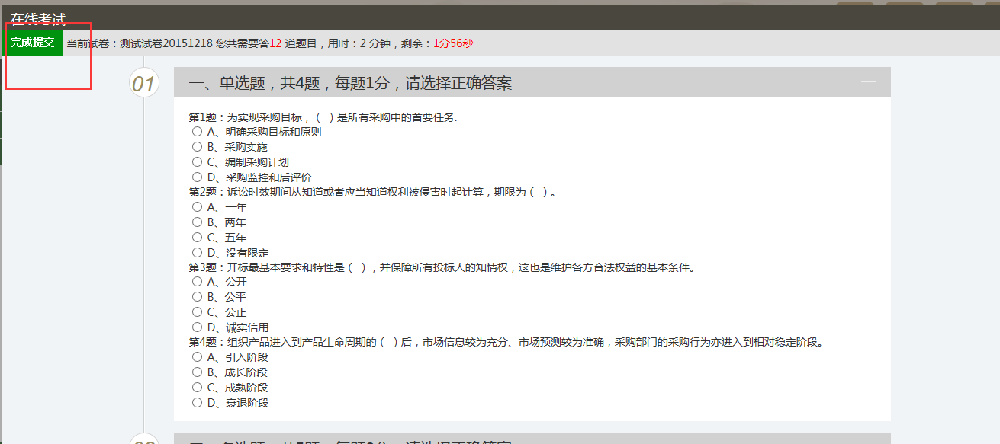 在线考试
完成提交 当前试卷：测试试卷20151218 您共需要答12 道题目，用时：2 分钟，剩余：1分56秒
01 一、单选题，共4题，每题1分，请选择正确答案
第1题：为实现采购目标，（ ）是所有采购中的首要任务.
A、明确采购目标和原则
B、采购实施
C、编制采购计划
D、采购监控和后评价
第2题：诉讼时效期间从知道或者应当知道权利被侵害时起计算，期限为（ ）。
A、一年
B、两年
C、五年
D、没有限定
第3题：开标最基本要求和特性是（ ），并保障所有投标人的知情权，这也是维护各方合法权益的基本条件。
A、公开
B、公平
C、公正
D、诚实信用
第4题：组织产品进入到产品生命周期的（ ）后，市场信息较为充分、市场预测较为准确，采购部门的采购行为亦进入到相对稳定阶段。
A、引入阶段
B、成长阶段
C、成熟阶段
D、衰退阶段